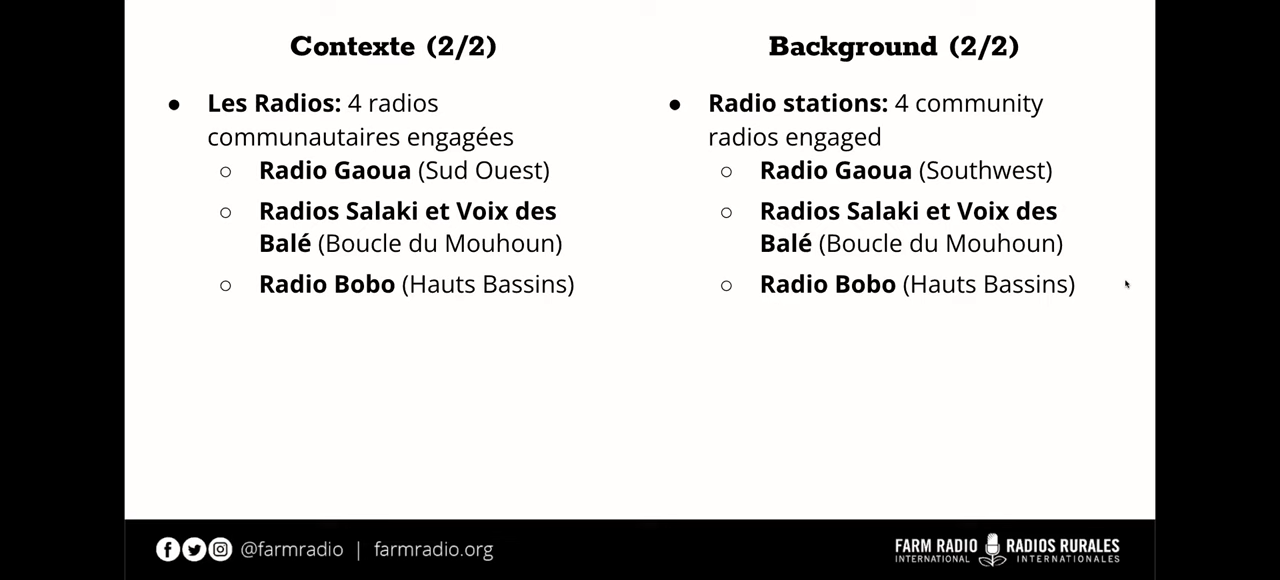 Contexte (2/2)
● Les Radios: 4 radios
communautaires engagées
○ Radio Gaoua (Sud Ouest)
○ Radios Salaki et Voix des
Balé (Boucle du Mouhoun)
○ Radio Bobo (Hauts Bassins)
Background (2/2)
● Radio stations: 4 community
radios engaged
○ Radio Gaoua (Southwest)
○ Radios Salaki et Voix des
Balé (Boucle du Mouhoun)
○ Radio Bobo (Hauts Bassins)
@farmradio | farmradio.org
FARM RADIO
INTERNATIONAL
RADIOS RURALES
INTERNATIONALES